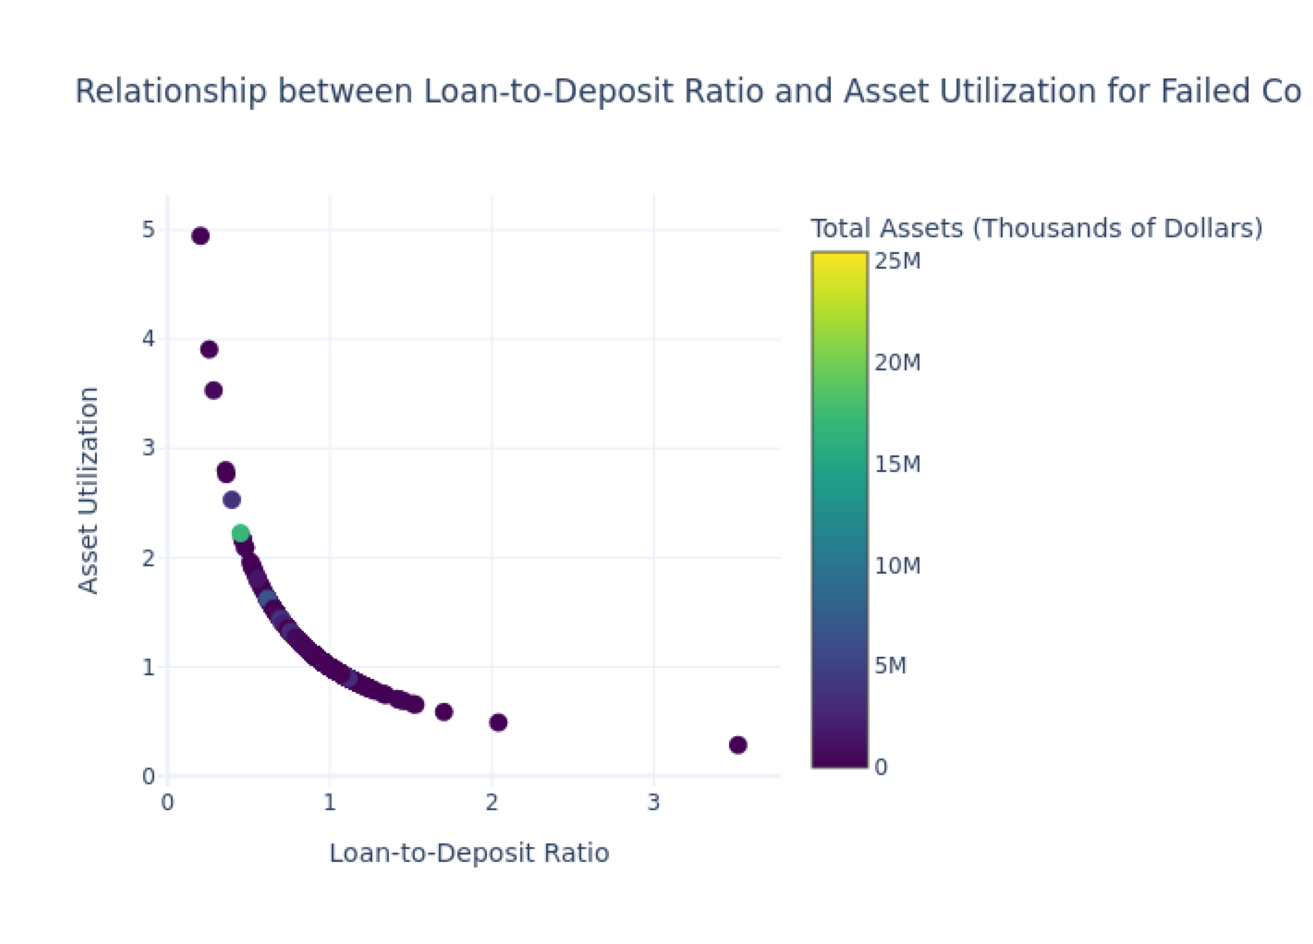 Relationship between Loan-to-Deposit Ratio and Asset Utilization for Failed Co
Total Assets (Thousands of Dollars)
5
4
3
2
1
0
Asset Utilization
0 1 2 3
Loan-to-Deposit Ratio
25M
20M
15M
10M
5M
0